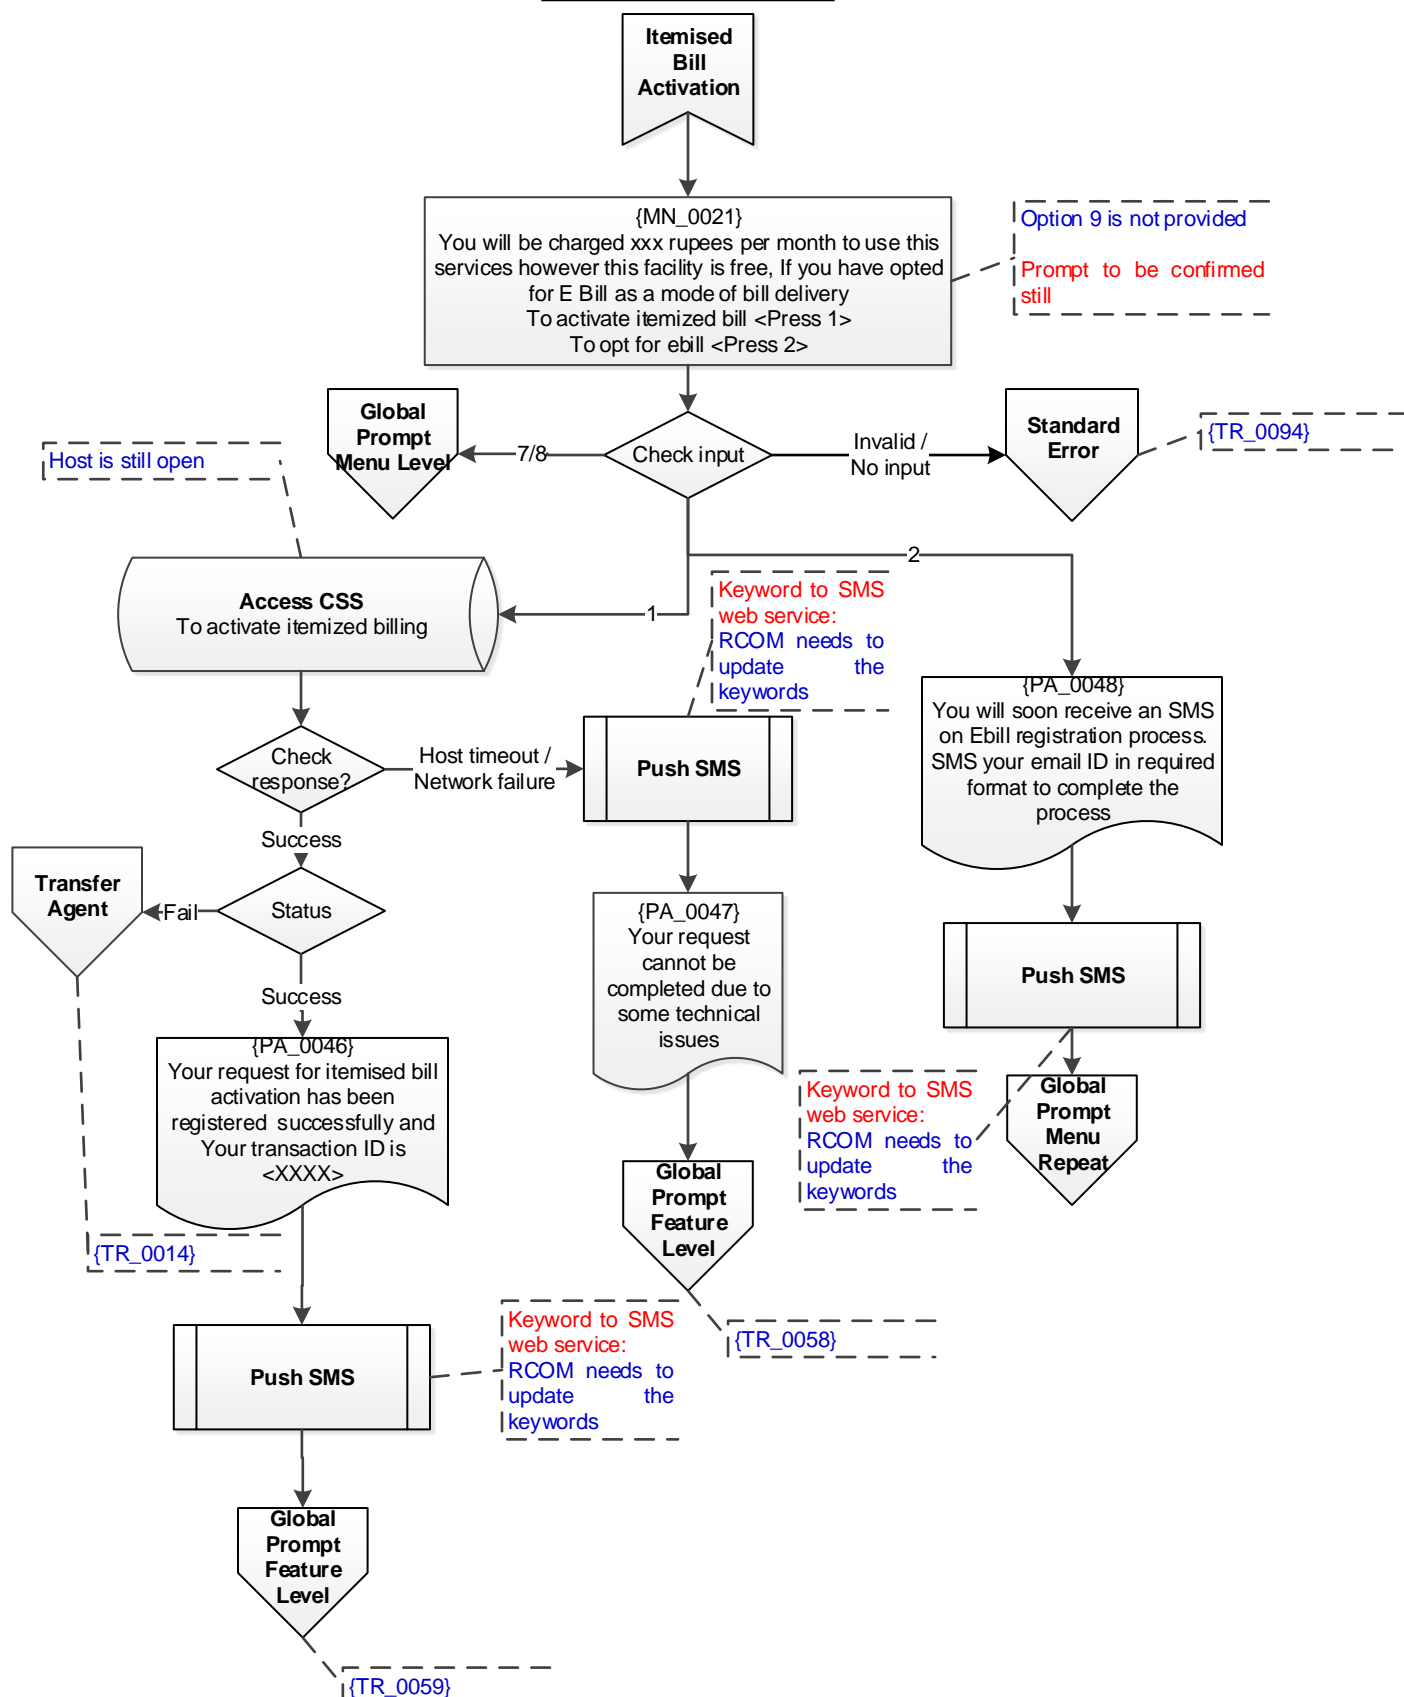 Itemised
Bill
Activation
{MN_0021}
You will be charged xxx rupees per month to use this
services however this facility is free, If you have opted
for E Bill as a mode of bill delivery
To activate itemized bill <Press 1>
To opt for ebill <Press 2>
Option 9 is not provided
Prompt to be confirmed
still
Global
Prompt
Menu Level
7/8
Check input
Invalid /
No input
Standard
Error
{TR_0094}
Host is still open
2
1
Access CSS
To activate itemized billing
Keyword to SMS
web service:
RCOM needs to
update the
keywords
{PA_0048}
You will soon receive an SMS
on Ebill registration process.
SMS your email ID in required
format to complete the
process
Check
response?
Host timeout /
Network failure
Push SMS
Success
Transfer
Agent
Fail
Status
{PA_0047}
Your request
cannot be
completed due to
some technical
issues
Push SMS
Success
{PA_0046}
Your request for itemised bill
activation has been
registered successfully and
Your transaction ID is
<XXXX>
Keyword to SMS
web service:
RCOM needs to
update the
keywords
Global
Prompt
Menu
Repeat
Global
Prompt
Feature
Level
{TR_0014}
{TR_0058}
Push SMS
Keyword to SMS
web service:
RCOM needs to
update the
keywords
Global
Prompt
Feature
Level
{TR_0059}